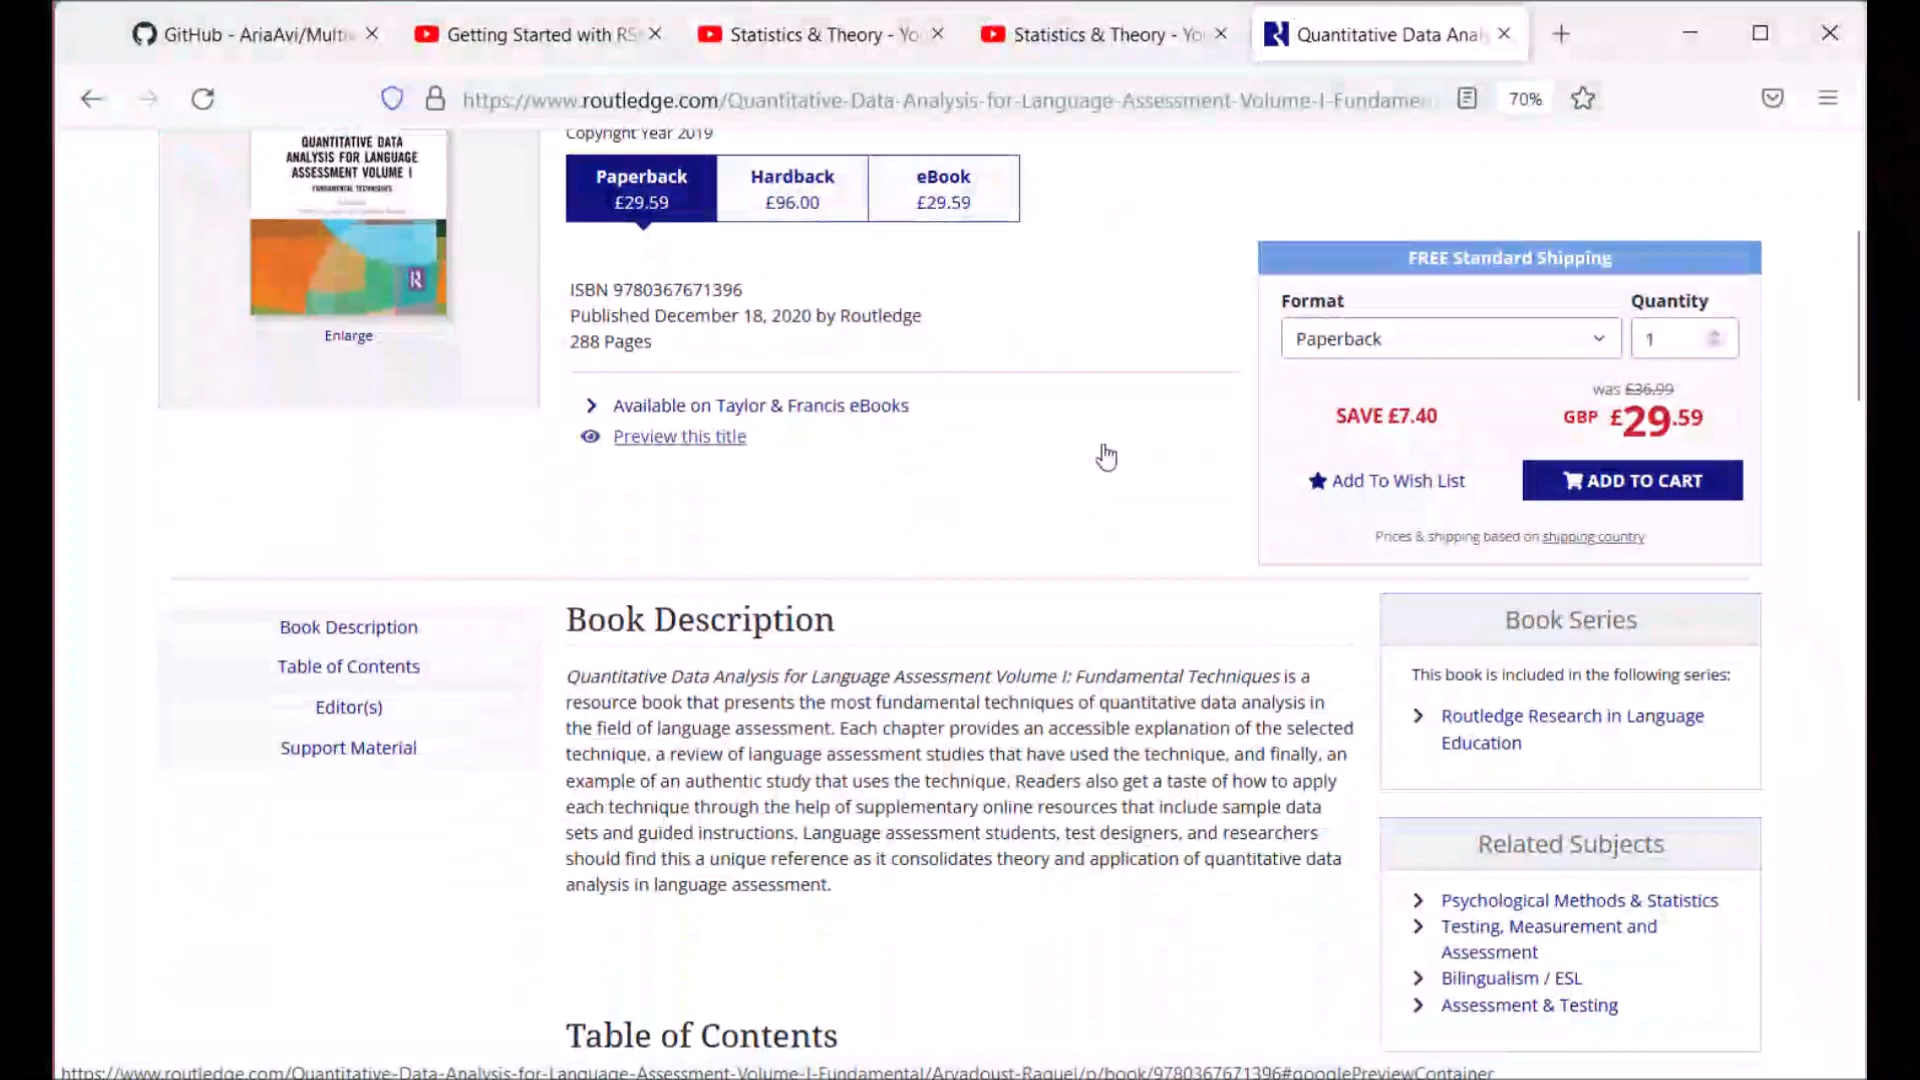 GitHub - AriaAvi/Multi
Getting Started with RS
Statistics & Theory - Yo
Statistics & Theory - Yo
Quantitative Data Anal
https://www.routledge.com/Quantitative-Data-Analysis-for-Language-Assessment-Volume-I-Fundame
70%
QUANTITATIVE DATA
ANALYSIS FOR LANGUAGE
ASSESSMENT VOLUME I
FUNDAMENTAL TECHNIQUES
Enlarge
Copyright Year 2019
Paperback Hardback eBook
£29.59 £96.00 £29.59
ISBN 9780367671396
Published December 18, 2020 by Routledge
288 Pages
Available on Taylor & Francis eBooks
Preview this title
FREE Standard Shipping
Format Quantity
Paperback 1
was £36.99
SAVE £7.40 GBP £29.59
Add To Wish List ADD TO CART
Prices & shipping based on shipping country
Book Description
Table of Contents
Editor(s)
Support Material
Book Description
Quantitative Data Analysis for Language Assessment Volume I: Fundamental Techniques is a
resource book that presents the most fundamental techniques of quantitative data analysis in
the field of language assessment. Each chapter provides an accessible explanation of the selected
technique, a review of language assessment studies that have used the technique, and finally, an
example of an authentic study that uses the technique. Readers also get a taste of how to apply
each technique through the help of supplementary online resources that include sample data
sets and guided instructions. Language assessment students, test designers, and researchers
should find this a unique reference as it consolidates theory and application of quantitative data
analysis in language assessment.
Table of Contents
Book Series
This book is included in the following series:
Routledge Research in Language
Education
Related Subjects
Psychological Methods & Statistics
Testing, Measurement and
Assessment
Bilingualism / ESL
Assessment & Testing
https://www.routledge.com/Quantitative-Data-Analysis-for-Language-Assessment-Volume-I-Fundamental/Aryadoust-Raquel/p/book/9780367671396#googlePreviewContainer